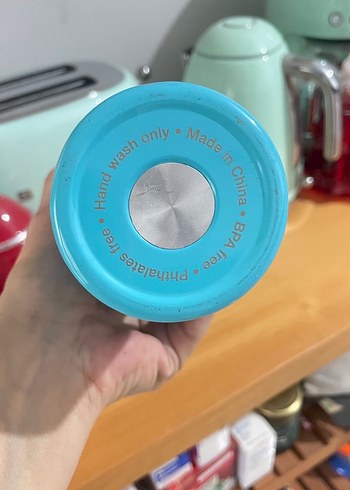 Hand wash only • Made in China • BPA free • Phthalates free •